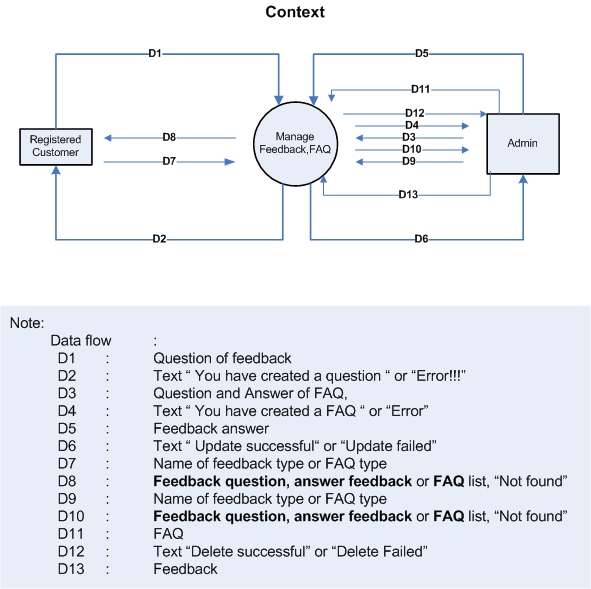 Context
D1
D5
D11
D12
D4
D3
D10
D9
D13
D8
D7
D2
D6
Registered
Customer
Manage
Feedback,FAQ
Admin
Note:
Data flow :
D1 : Question of feedback
D2 : Text “ You have created a question “ or “Error!!!”
D3 : Question and Answer of FAQ,
D4 : Text “ You have created a FAQ “ or “Error”
D5 : Feedback answer
D6 : Text “ Update successful“ or “Update failed”
D7 : Name of feedback type or FAQ type
D8 : Feedback question, answer feedback or FAQ list, “Not found”
D9 : Name of feedback type or FAQ type
D10 : Feedback question, answer feedback or FAQ list, “Not found”
D11 : FAQ
D12 : Text “Delete successful” or “Delete Failed”
D13 : Feedback